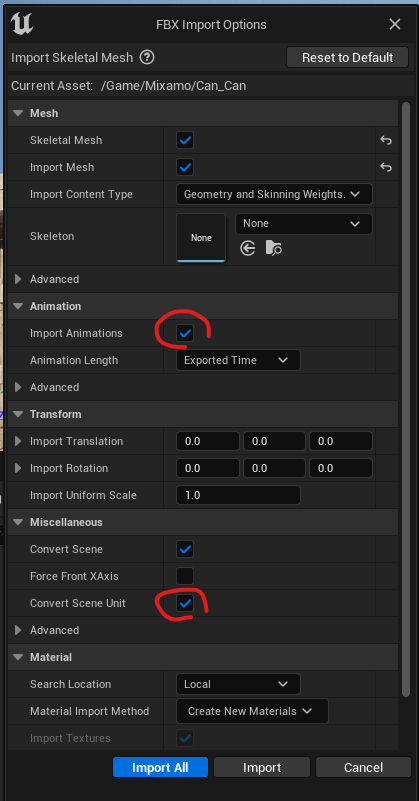 FBX Import Options
Import Skeletal Mesh ? Reset to Default
Current Asset: /Game/Mixamo/Can_Can
Mesh
Skeletal Mesh
Import Mesh
Import Content Type Geometry and Skinning Weights.
Skeleton None None
Advanced
Animation
Import Animations
Animation Length Exported Time
Advanced
Transform
Import Translation 0.0 0.0 0.0
Import Rotation 0.0 0.0 0.0
Import Uniform Scale 1.0
Miscellaneous
Convert Scene
Force Front XAxis
Convert Scene Unit
Advanced
Material
Search Location Local
Material Import Method Create New Materials
Import Textures
Import All Import Cancel